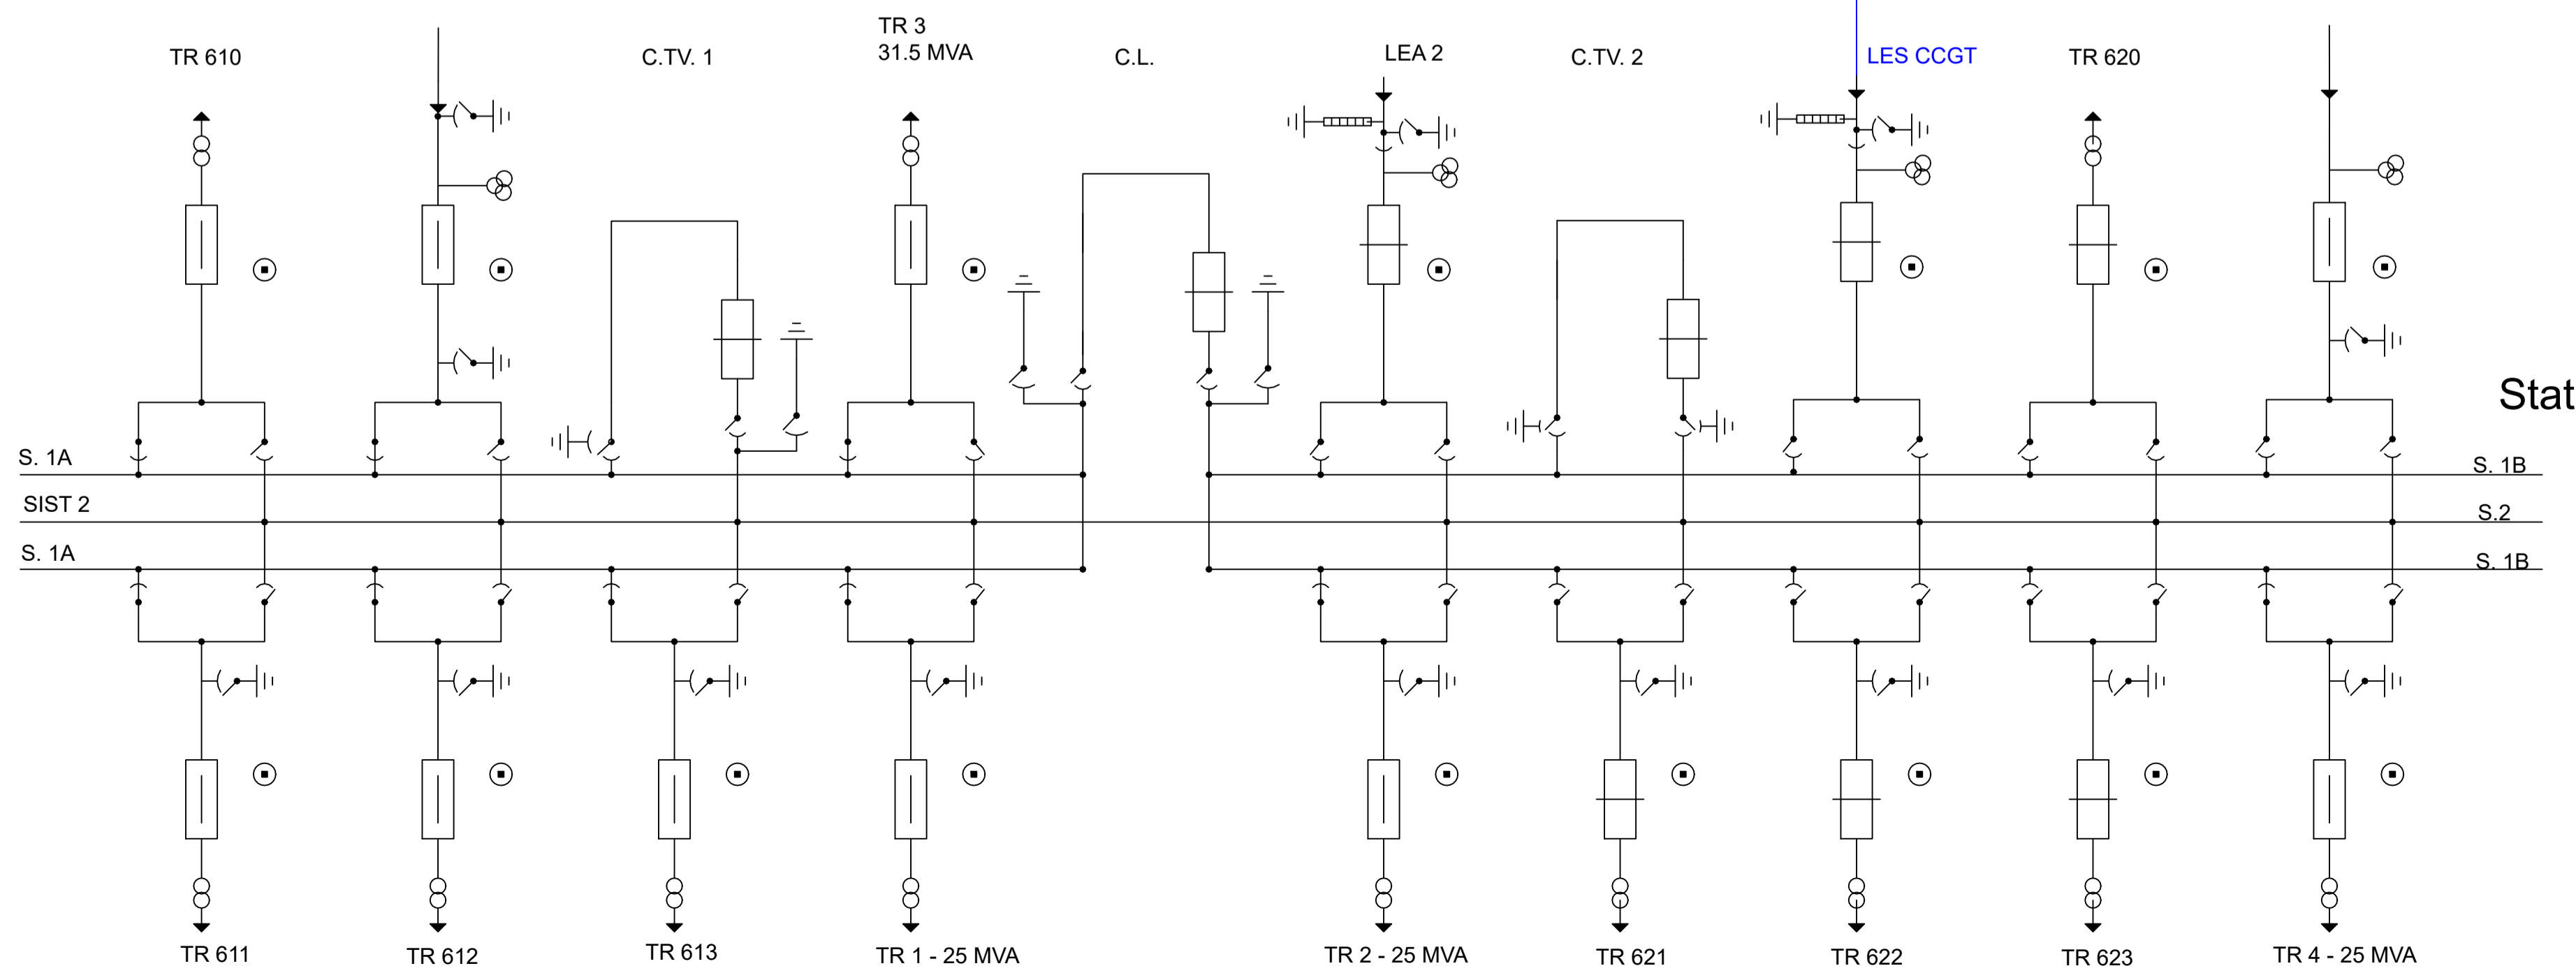 TR 610
C.TV. 1
TR 3
31.5 MVA
C.L.
LEA 2
C.TV. 2
LES CCGT
TR 620
Stat
S. 1A
S. 1B
SIST 2
S.2
S. 1A
S. 1B
TR 611
TR 612
TR 613
TR 1 - 25 MVA
TR 2 - 25 MVA
TR 621
TR 622
TR 623
TR 4 - 25 MVA